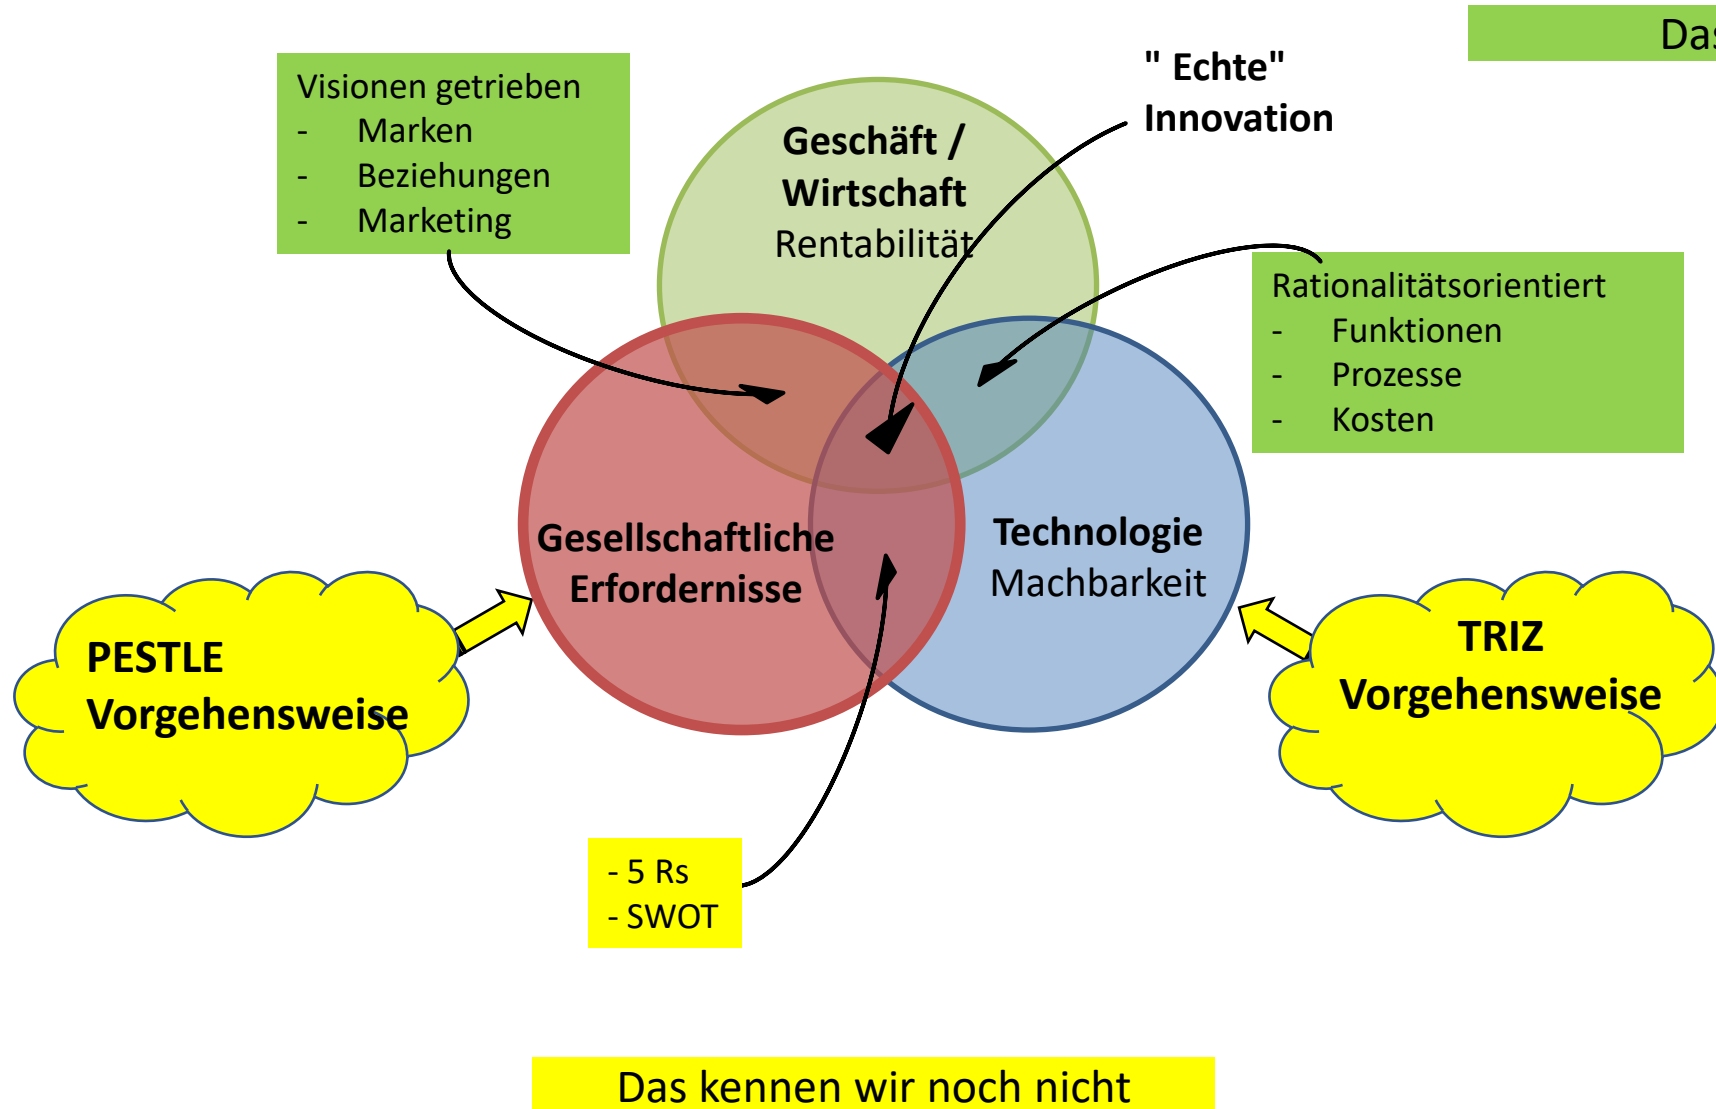 Das
Visionen getrieben
- Marken
- Beziehungen
- Marketing
" Echte"
Innovation
Geschäft /
Wirtschaft
Rentabilität
Rationalitätsorientiert
- Funktionen
- Prozesse
- Kosten
Gesellschaftliche
Erfordernisse
Technologie
Machbarkeit
PESTLE
Vorgehensweise
TRIZ
Vorgehensweise
- 5 Rs
- SWOT
Das kennen wir noch nicht